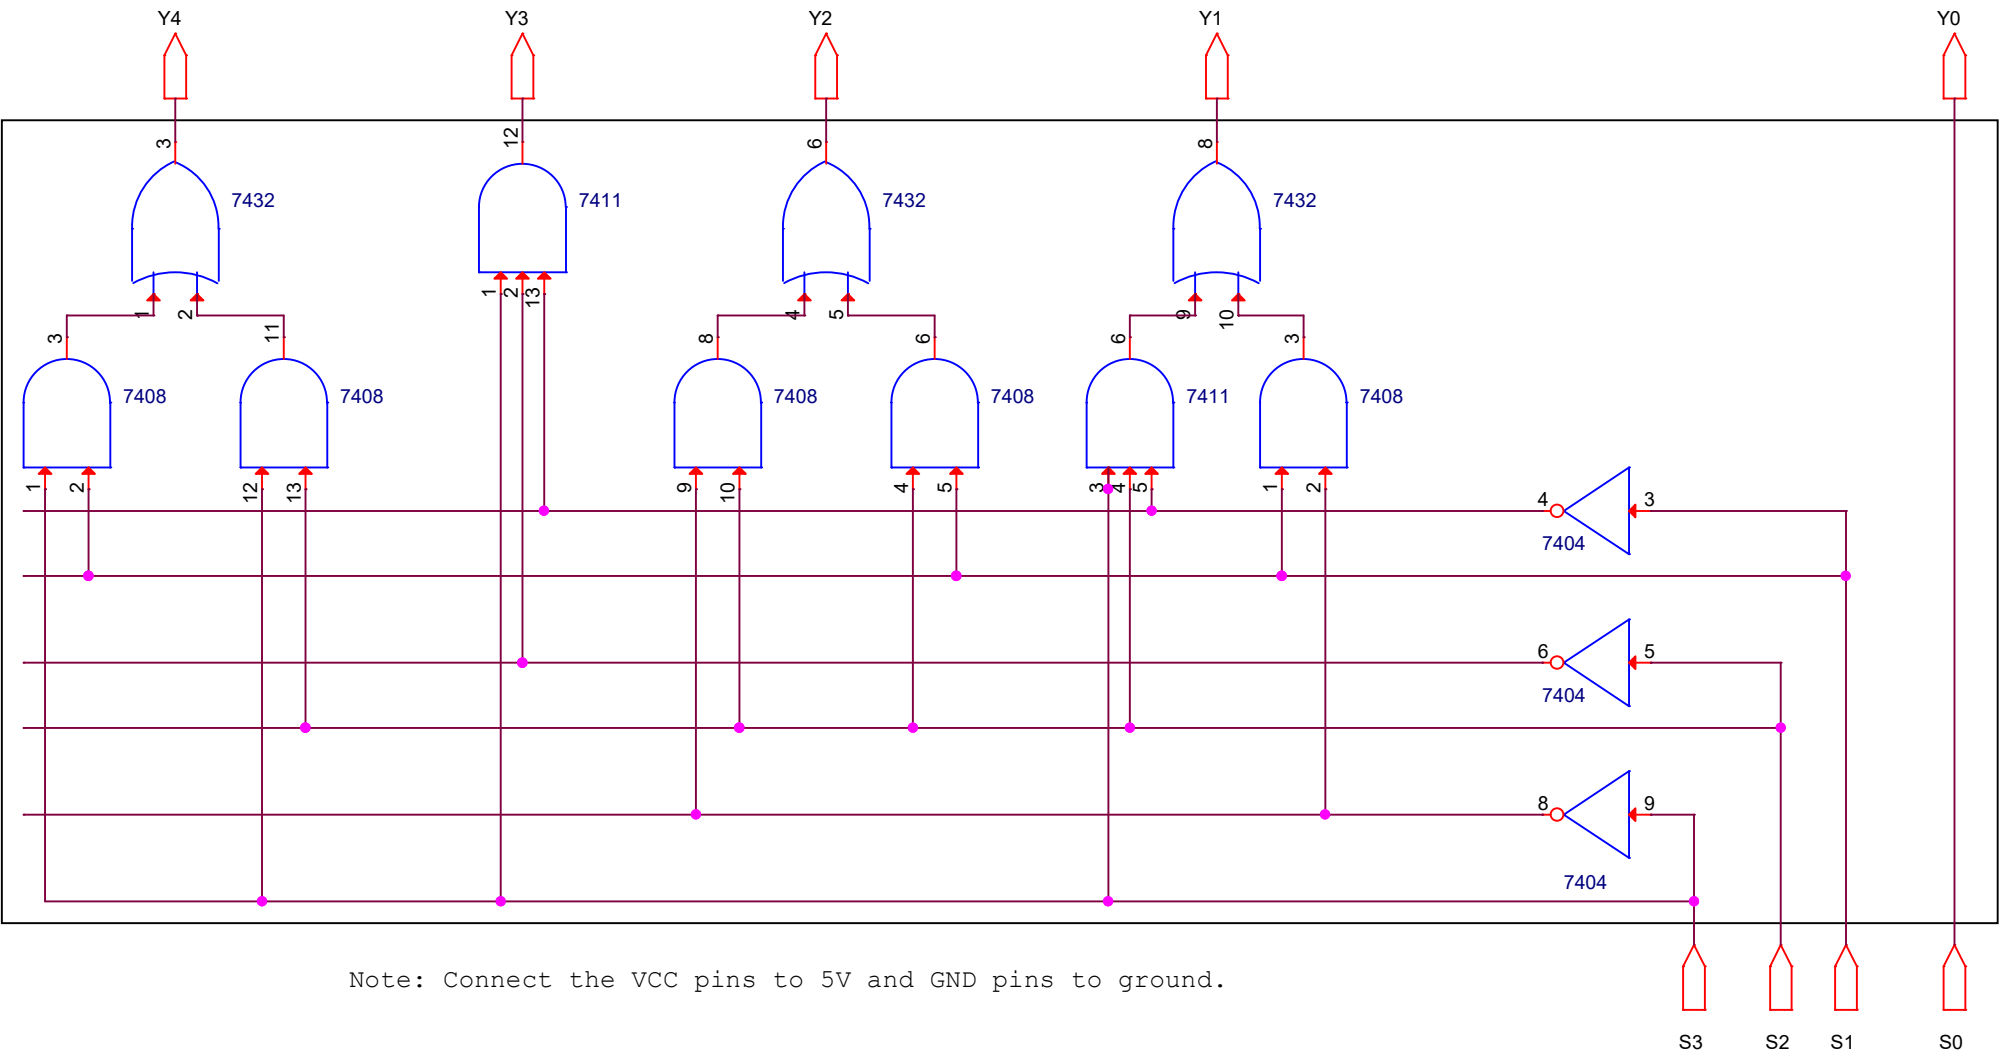 Y4 Y3 Y2 Y1 Y0
3 12 6 8
7432 7411 7432 7432
1 2 1 2 13 4 5 9 10
3 11 8 6 6 3
7408 7408 7408 7408 7411 7408
1 2 12 13 9 10 4 5 3 4 5 1 2
4 3
7404
6 5
7404
8 9
7404
Note: Connect the VCC pins to 5V and GND pins to ground.
S3 S2 S1 S0